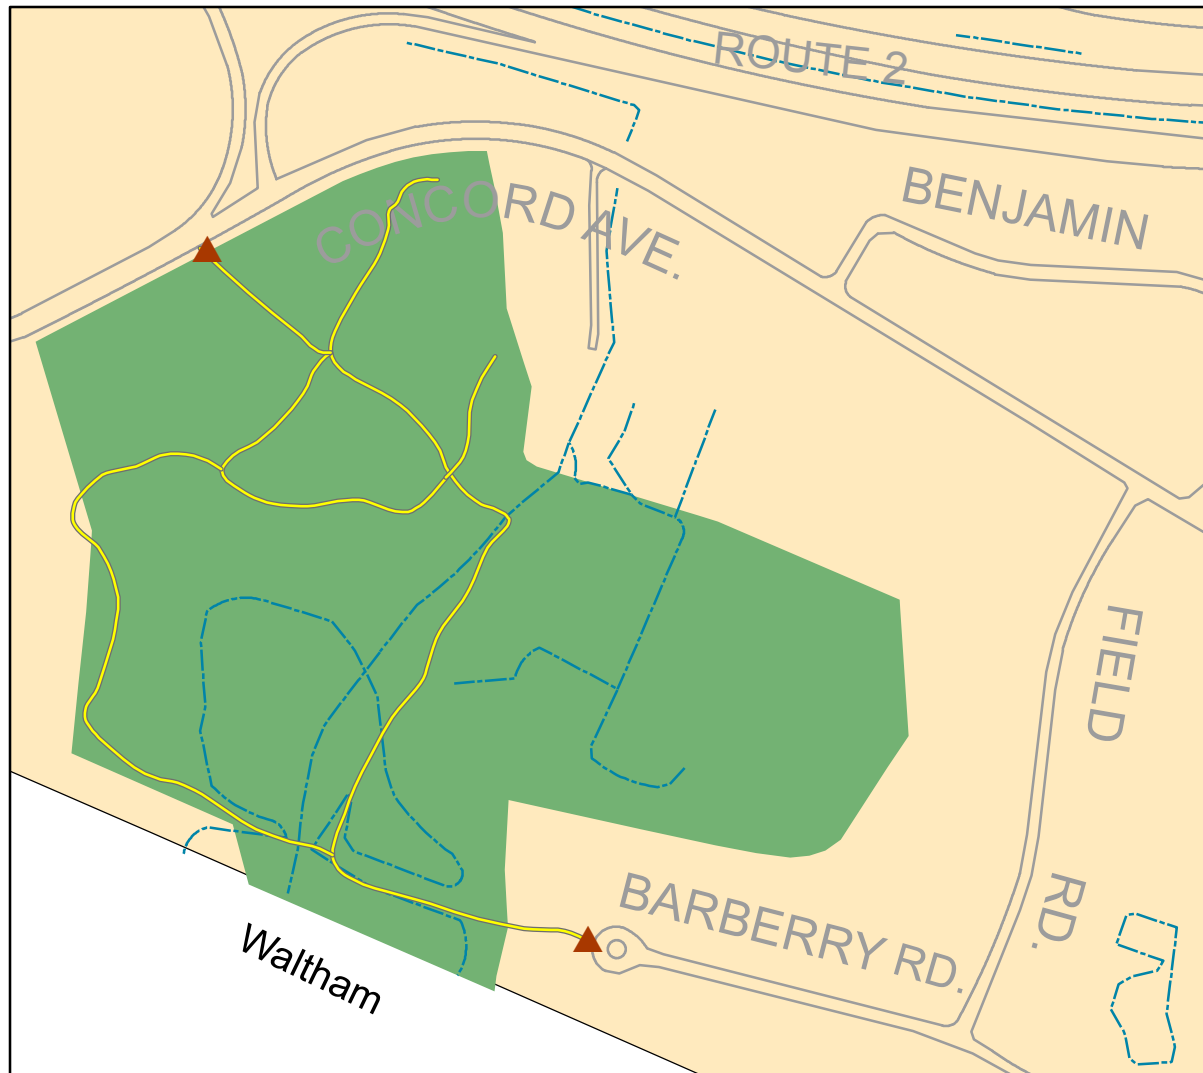 ROUTE 2
BENJAMIN
CONCORD AVE.
FIELD RD.
BARBERRY RD.
Waltham